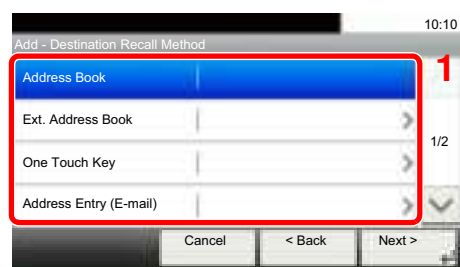 10:10
Add - Destination Recall Method
Address Book
1
Ext. Address Book
1/2
One Touch Key
Address Entry (E-mail)
Cancel
< Back
Next >